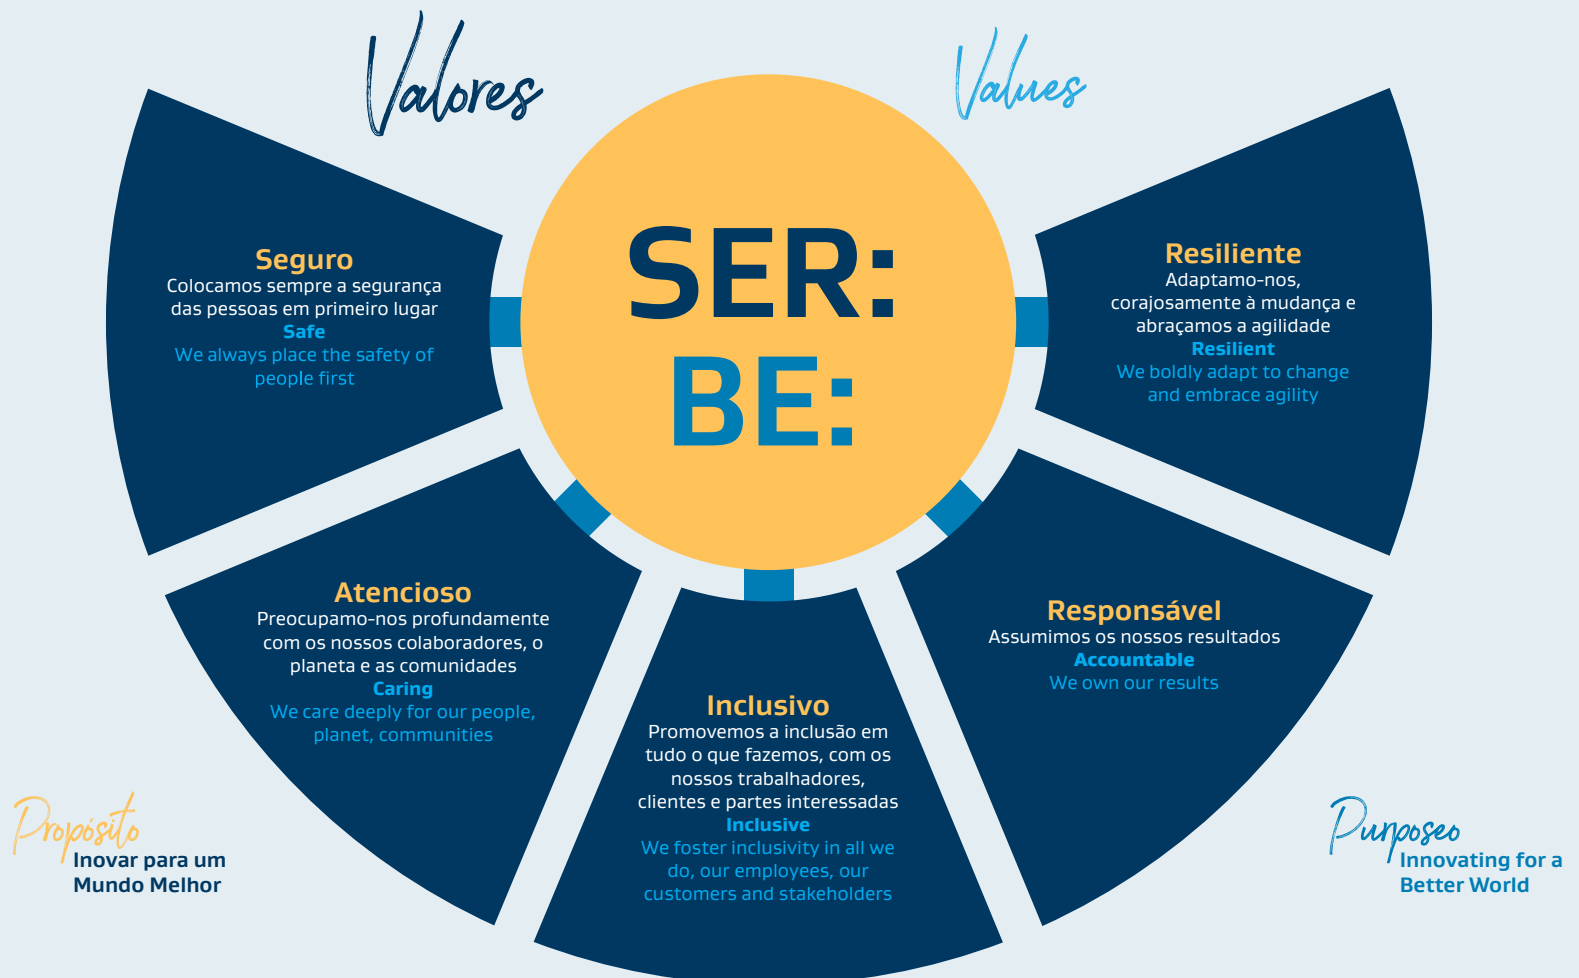 Valores
Values
SER:
BE:
Seguro
Colocamos sempre a segurança
das pessoas em primeiro lugar
Safe
We always place the safety of
people first
Resiliente
Adaptamo-nos,
corajosamente à mudança e
abraçamos a agilidade
Resilient
We boldly adapt to change
and embrace agility
Atencioso
Preocupamo-nos profundamente
com os nossos colaboradores, o
planeta e as comunidades
Caring
We care deeply for our people,
planet, communities
Inclusivo
Promovemos a inclusão em
tudo o que fazemos, com os
nossos trabalhadores,
clientes e partes interessadas
Inclusive
We foster inclusivity in all we
do, our employees, our
customers and stakeholders
Responsável
Assumimos os nossos resultados
Accountable
We own our results
Propósito
Inovar para um
Mundo Melhor
Purposeo
Innovating for a
Better World